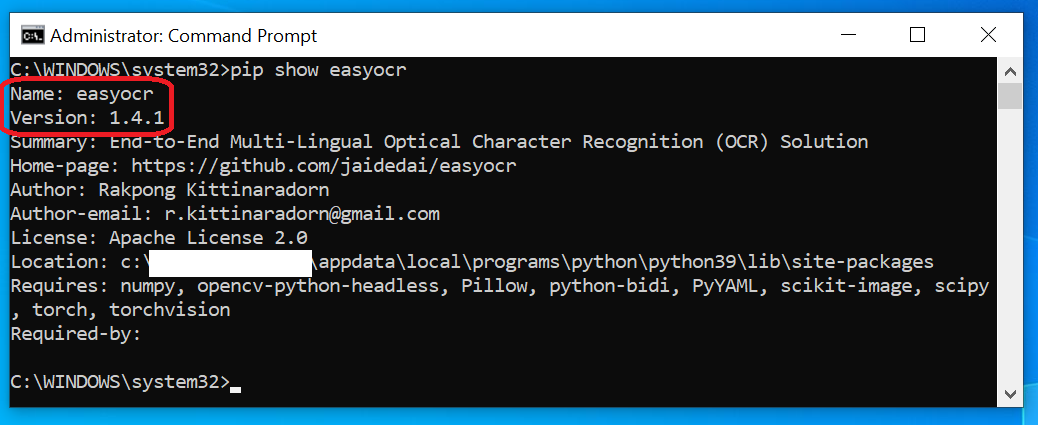 Administrator: Command Prompt
C:\WINDOWS\system32>pip show easyocr
Name: easyocr
Version: 1.4.1
Summary: End-to-End Multi-Lingual Optical Character Recognition (OCR) Solution
Home-page: https://github.com/jaidedai/easyocr
Author: Rakpong Kittinaradorn
Author-email: r.kittinaradorn@gmail.com
License: Apache License 2.0
Location: c:\ \appdata\local\programs\python\python39\lib\site-packages
Requires: numpy, opencv-python-headless, Pillow, python-bidi, PyYAML, scikit-image, scipy
, torch, torchvision
Required-by:
C:\WINDOWS\system32>